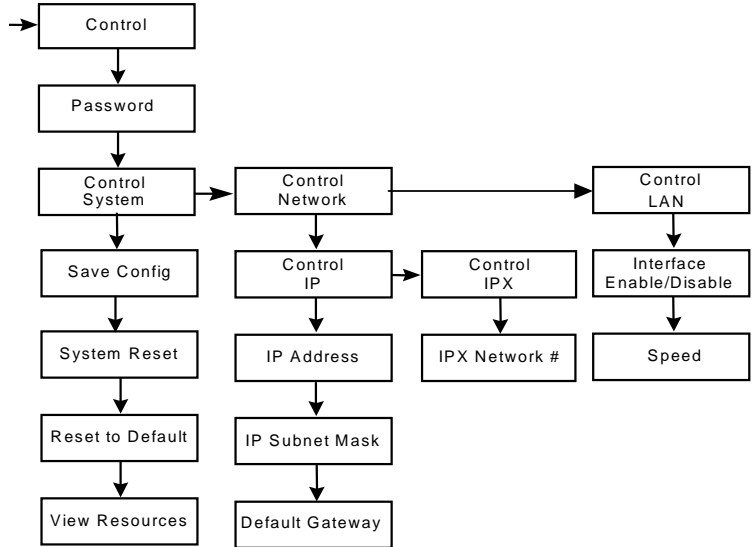 Control
Password
Control
System
Control
Network
Control
LAN
Save Config
Control
IP
Control
IPX
Interface
Enable/Disable
System Reset
IP Address
IPX Network #
Speed
Reset to Default
IP Subnet Mask
View Resources
Default Gateway